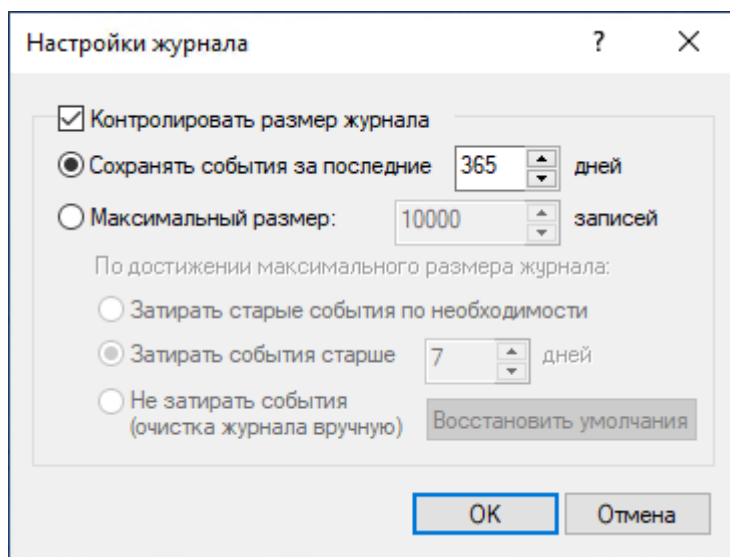 Настройки журнала ?
Контролировать размер журнала
Сохранять события за последние 365 дней
Максимальный размер: 10000 записей
По достижении максимального размера журнала:
Затирать старые события по необходимости
Затирать события старше 7 дней
Не затирать события
(очистка журнала вручную) Восстановить умолчания
OK Отмена